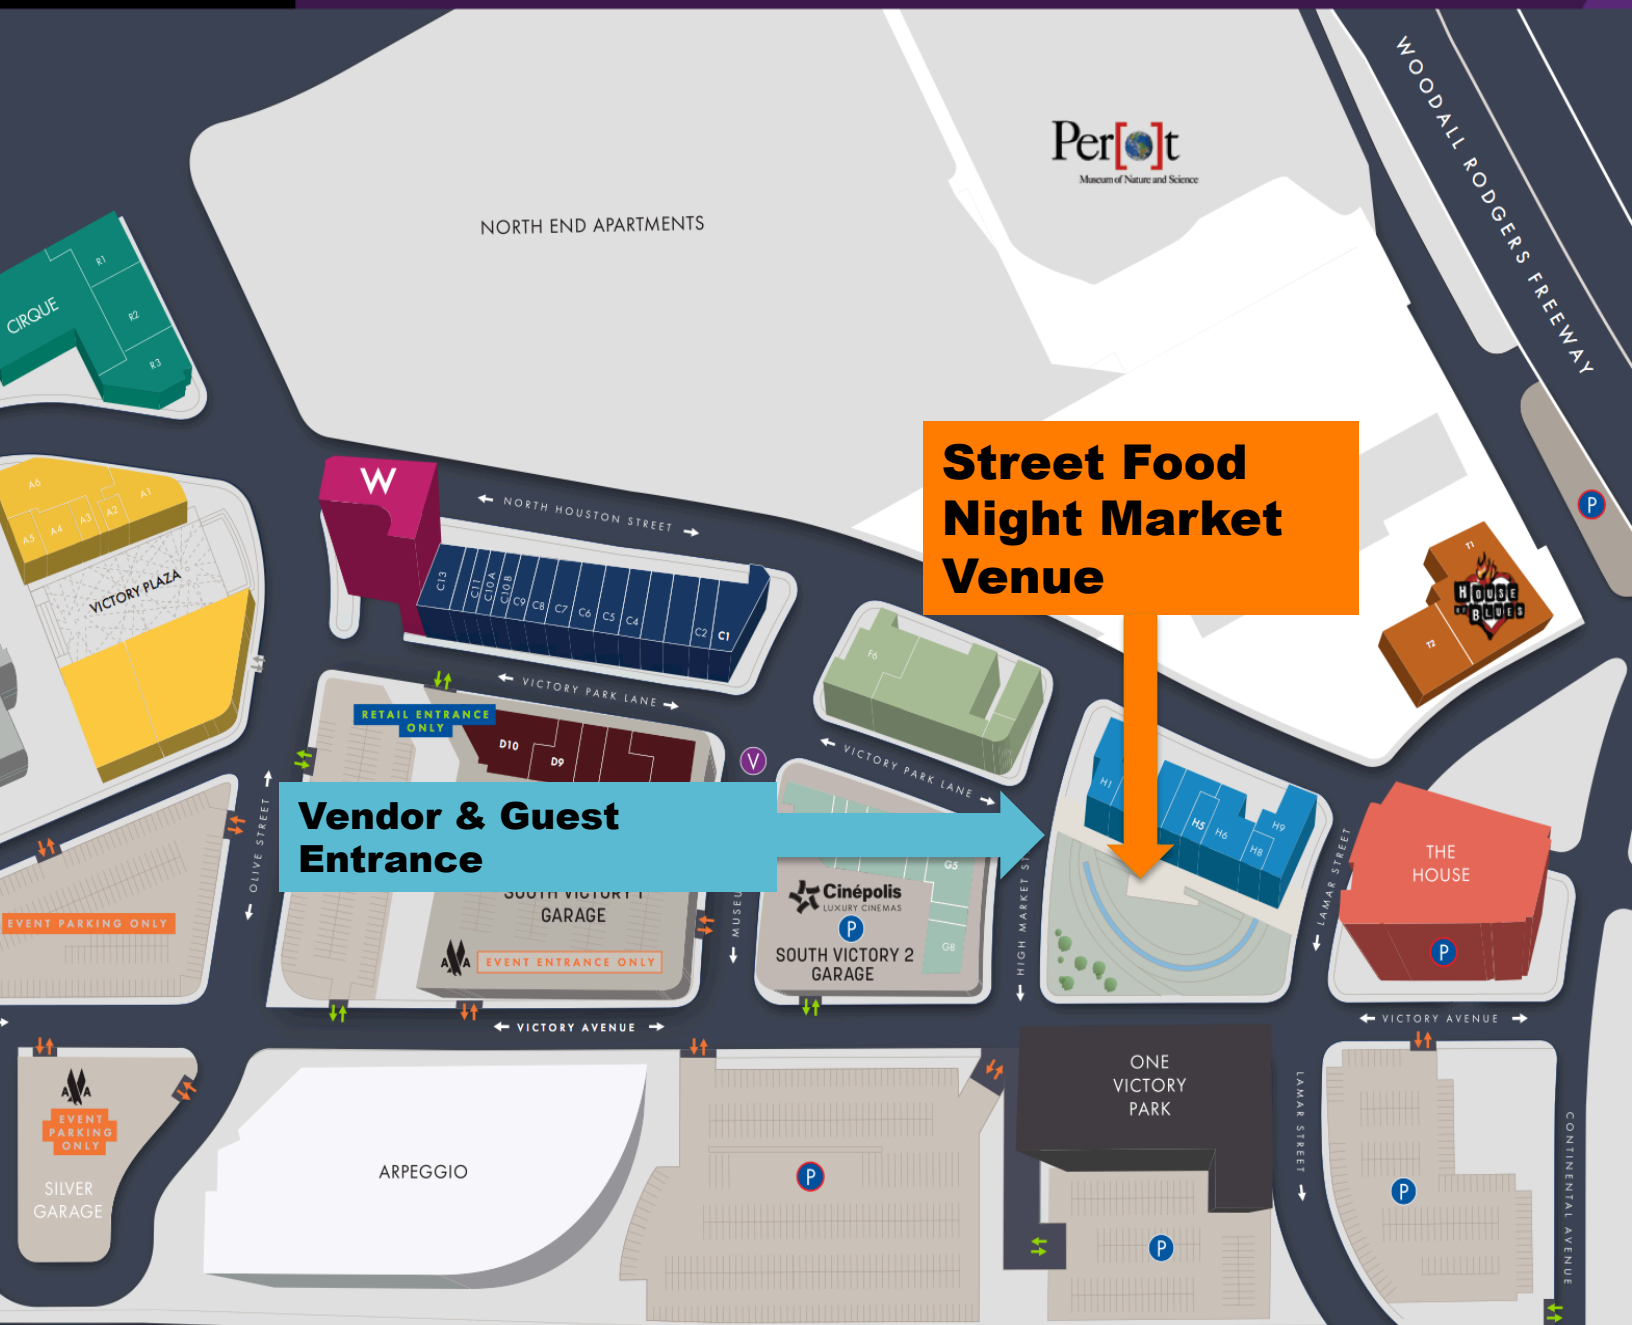 WOODALL RODGERS FREEWAY
Per[o]t
Museum of Nature and Science
NORTH END APARTMENTS
R1
R2
R3
CIRQUE
Street Food
Night Market
Venue
W
NORTH HOUSTON STREET
A6
A1
A2
A3
A4
A5
VICTORY PLAZA
C13
C11
C10A
C10B
C9
C8
C7
C6
C5
C4
C2
C1
P
T1
HOUSE
OF
BLUES
T2
F6
VICTORY PARK LANE
RETAIL ENTRANCE
ONLY
D10
D9
V
VICTORY PARK LANE
H1
H5
H6
H8
H9
Vendor & Guest
Entrance
OLIVE STREET
SOUTH VICTORY 1
GARAGE
EVENT ENTRANCE ONLY
MUSEU
G5
Cinépolis
LUXURY CINEMAS
P
SOUTH VICTORY 2
GARAGE
G8
HIGH MARKET ST
LAMAR STREET
THE
HOUSE
P
EVENT PARKING ONLY
VICTORY AVENUE
VICTORY AVENUE
EVENT
PARKING
ONLY
SILVER
GARAGE
ARPEGGIO
P
ONE
VICTORY
PARK
P
LAMAR STREET
P
CONTINENTAL AVENUE